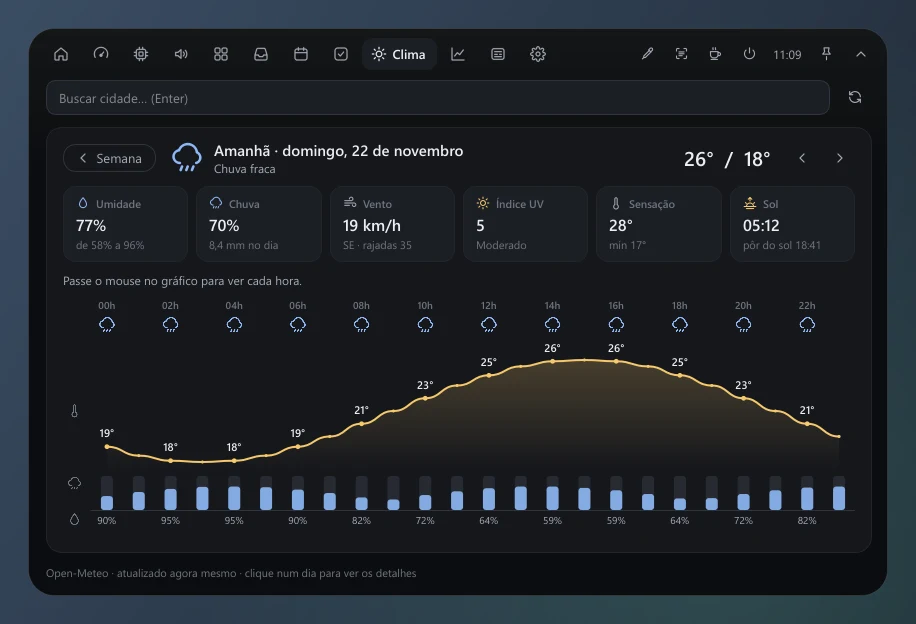 Clima
11:09
Buscar cidade... (Enter)
Semana
Amanhã · domingo, 22 de novembro
Chuva fraca
26° / 18°
Umidade
77%
de 58% a 96%
Chuva
70%
8,4 mm no dia
Vento
19 km/h
SE · rajadas 35
Índice UV
5
Moderado
Sensação
28°
min 17°
Sol
05:12
pôr do sol 18:41
Passe o mouse no gráfico para ver cada hora.
00h 02h 04h 06h 08h 10h 12h 14h 16h 18h 20h 22h
19° 18° 18° 19° 21° 23° 25° 26° 26° 25° 23° 21°
90% 95% 95% 90% 82% 72% 64% 59% 59% 64% 72% 82%
Open-Meteo · atualizado agora mesmo · clique num dia para ver os detalhes